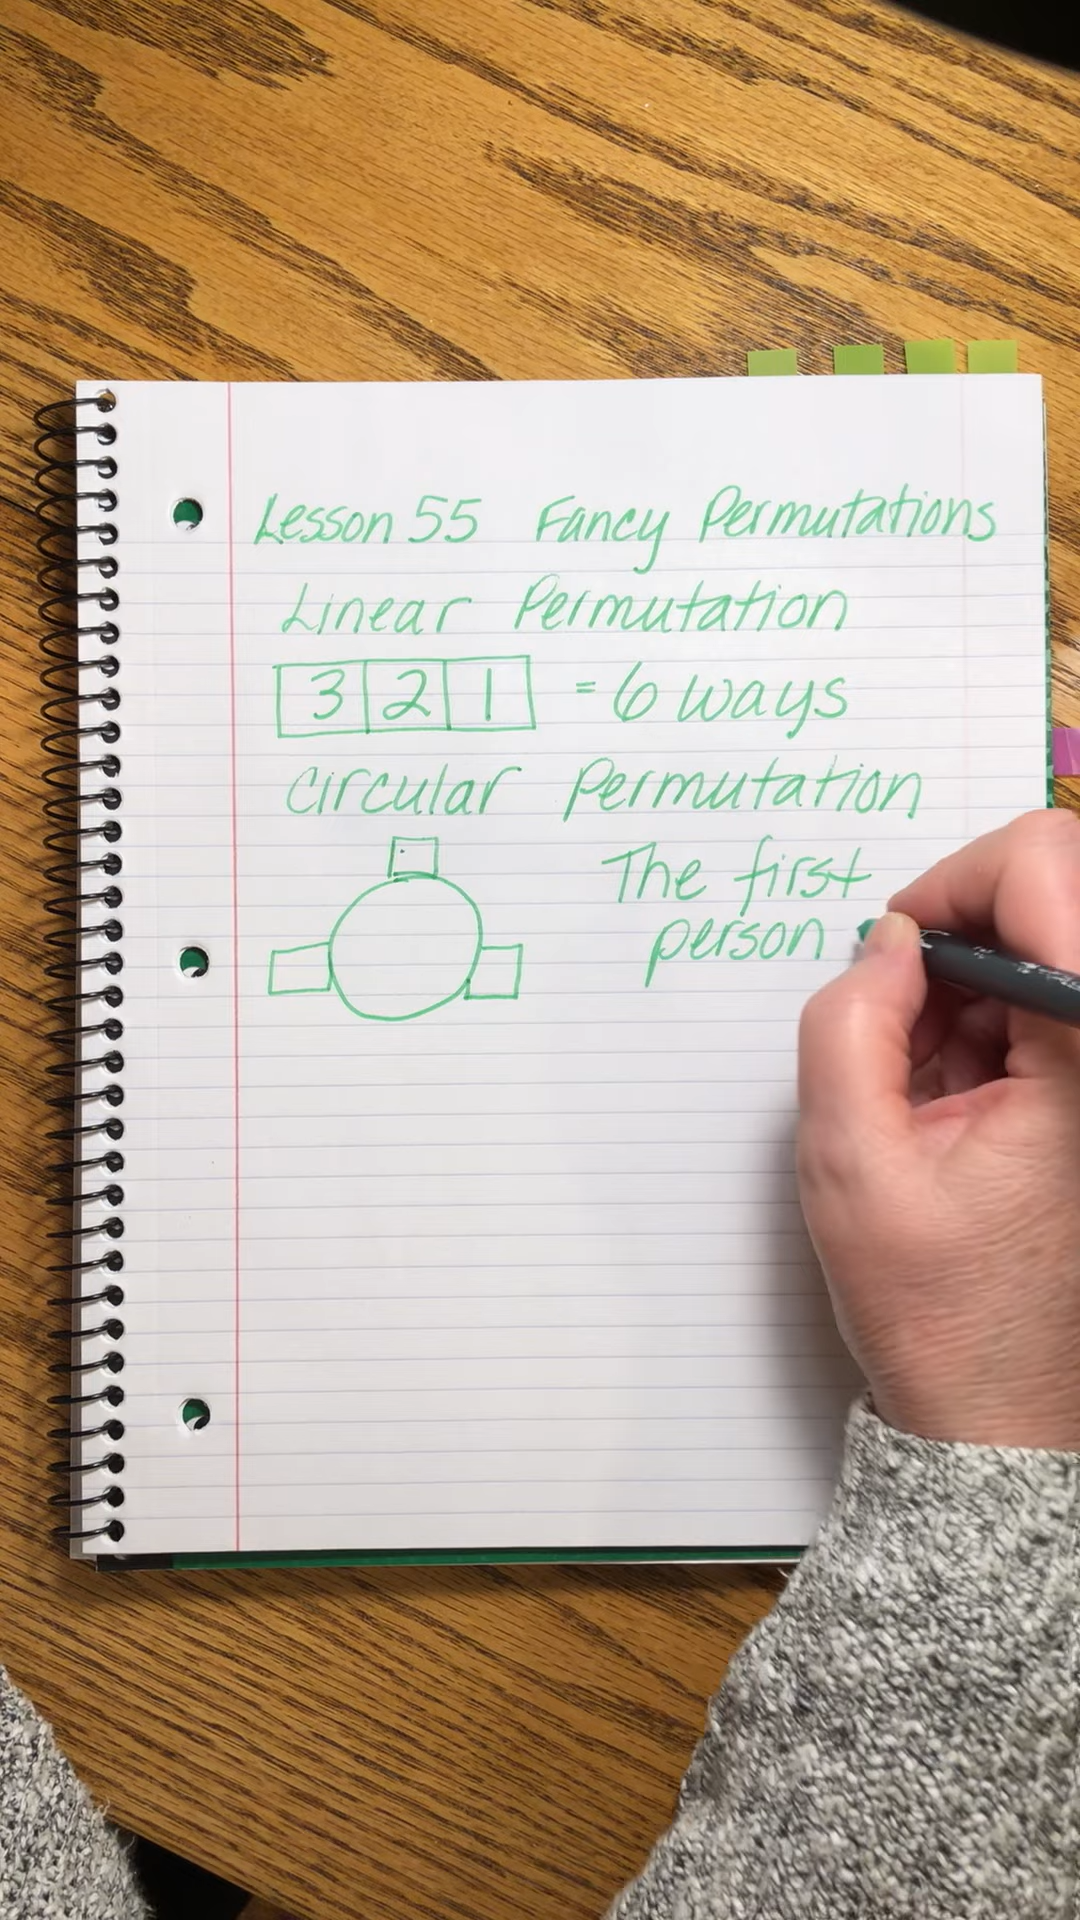 Lesson 55 Fancy Permutations
Linear Permutation
3 2 1 = 6 ways
Circular Permutation
The first
person